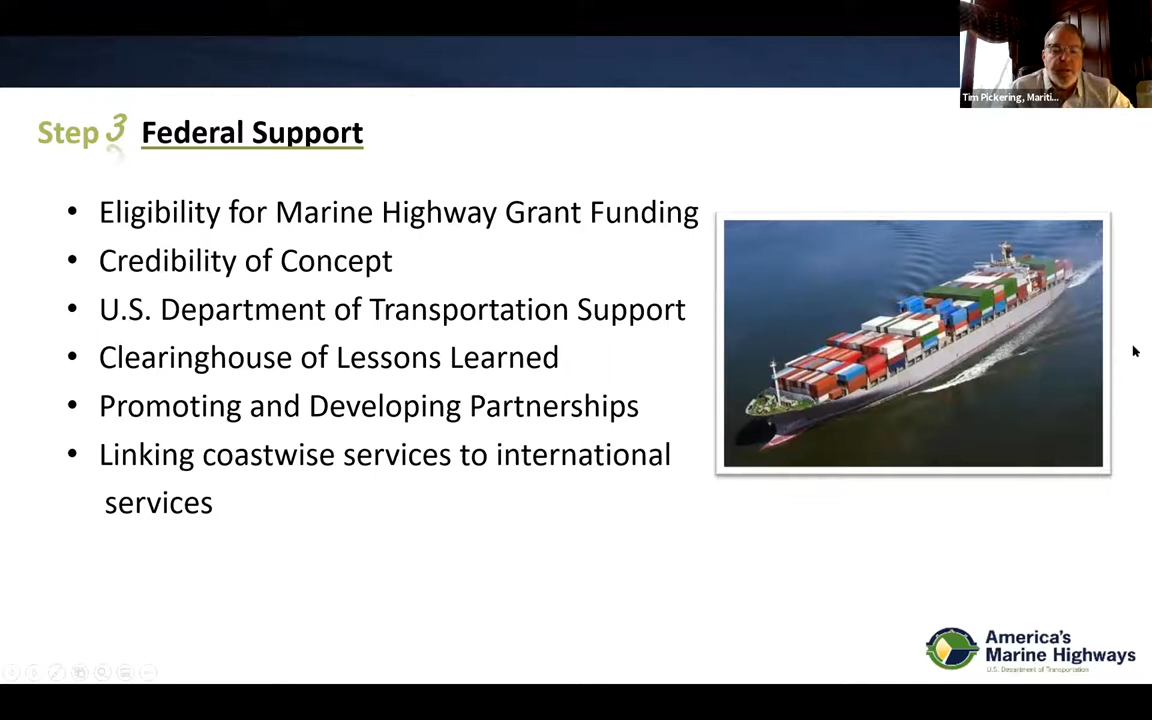 Tim Pickering, Mariti...
Step 3 Federal Support
• Eligibility for Marine Highway Grant Funding
• Credibility of Concept
• U.S. Department of Transportation Support
• Clearinghouse of Lessons Learned
• Promoting and Developing Partnerships
• Linking coastwise services to international
services
America's
Marine Highways
U.S. Department of Transportation